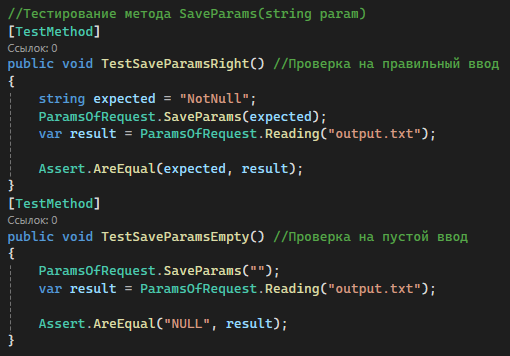 //Тестирование метода SaveParams(string param)
[TestMethod]
Ссылок: 0
public void TestSaveParamsRight() //Проверка на правильный ввод
{
string expected = "NotNull";
ParamsOfRequest.SaveParams(expected);
var result = ParamsOfRequest.Reading("output.txt");
Assert.AreEqual(expected, result);
}
[TestMethod]
Ссылок: 0
public void TestSaveParamsEmpty() //Проверка на пустой ввод
{
ParamsOfRequest.SaveParams("");
var result = ParamsOfRequest.Reading("output.txt");
Assert.AreEqual("NULL", result);
}